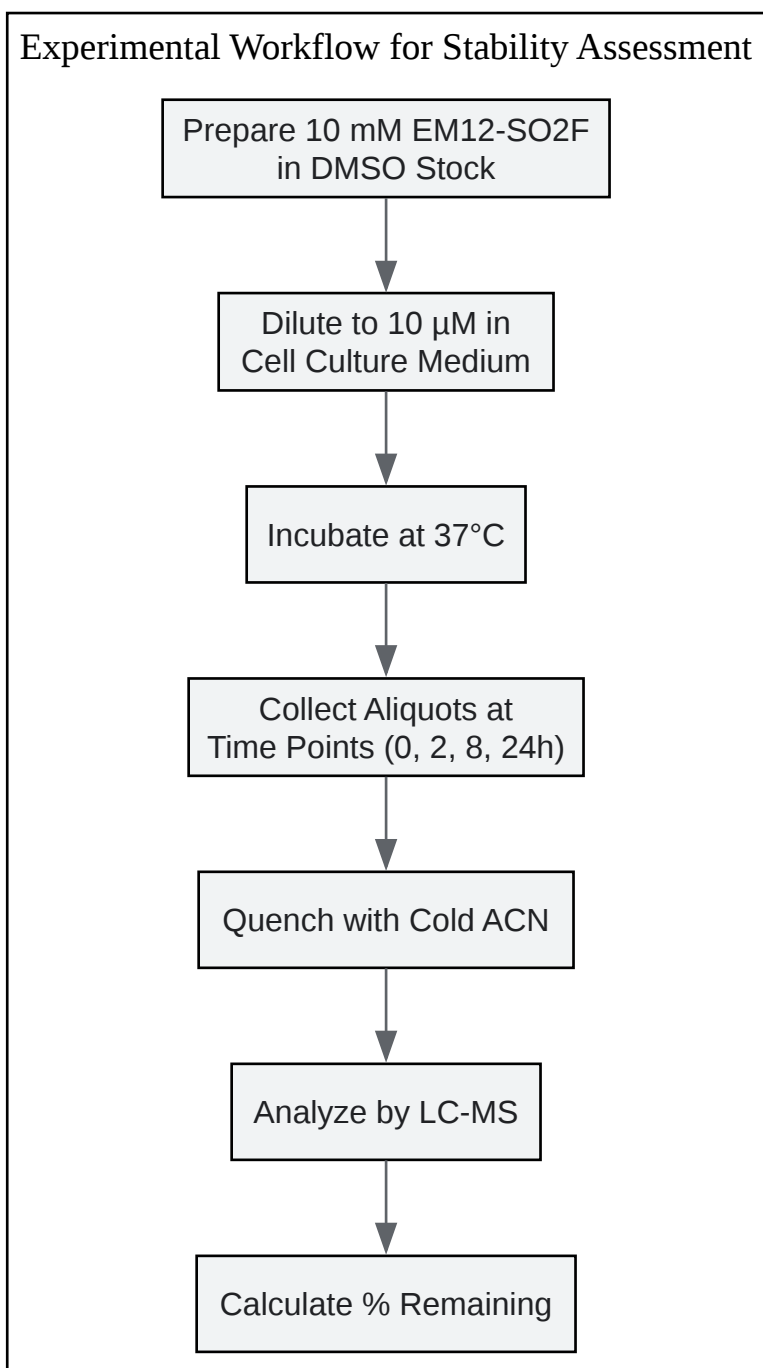 Experimental Workflow for Stability Assessment
Prepare 10 mM EM12-SO2F
in DMSO Stock
Dilute to 10 µM in
Cell Culture Medium
Incubate at 37°C
Collect Aliquots at
Time Points (0, 2, 8, 24h)
Quench with Cold ACN
Analyze by LC-MS
Calculate % Remaining